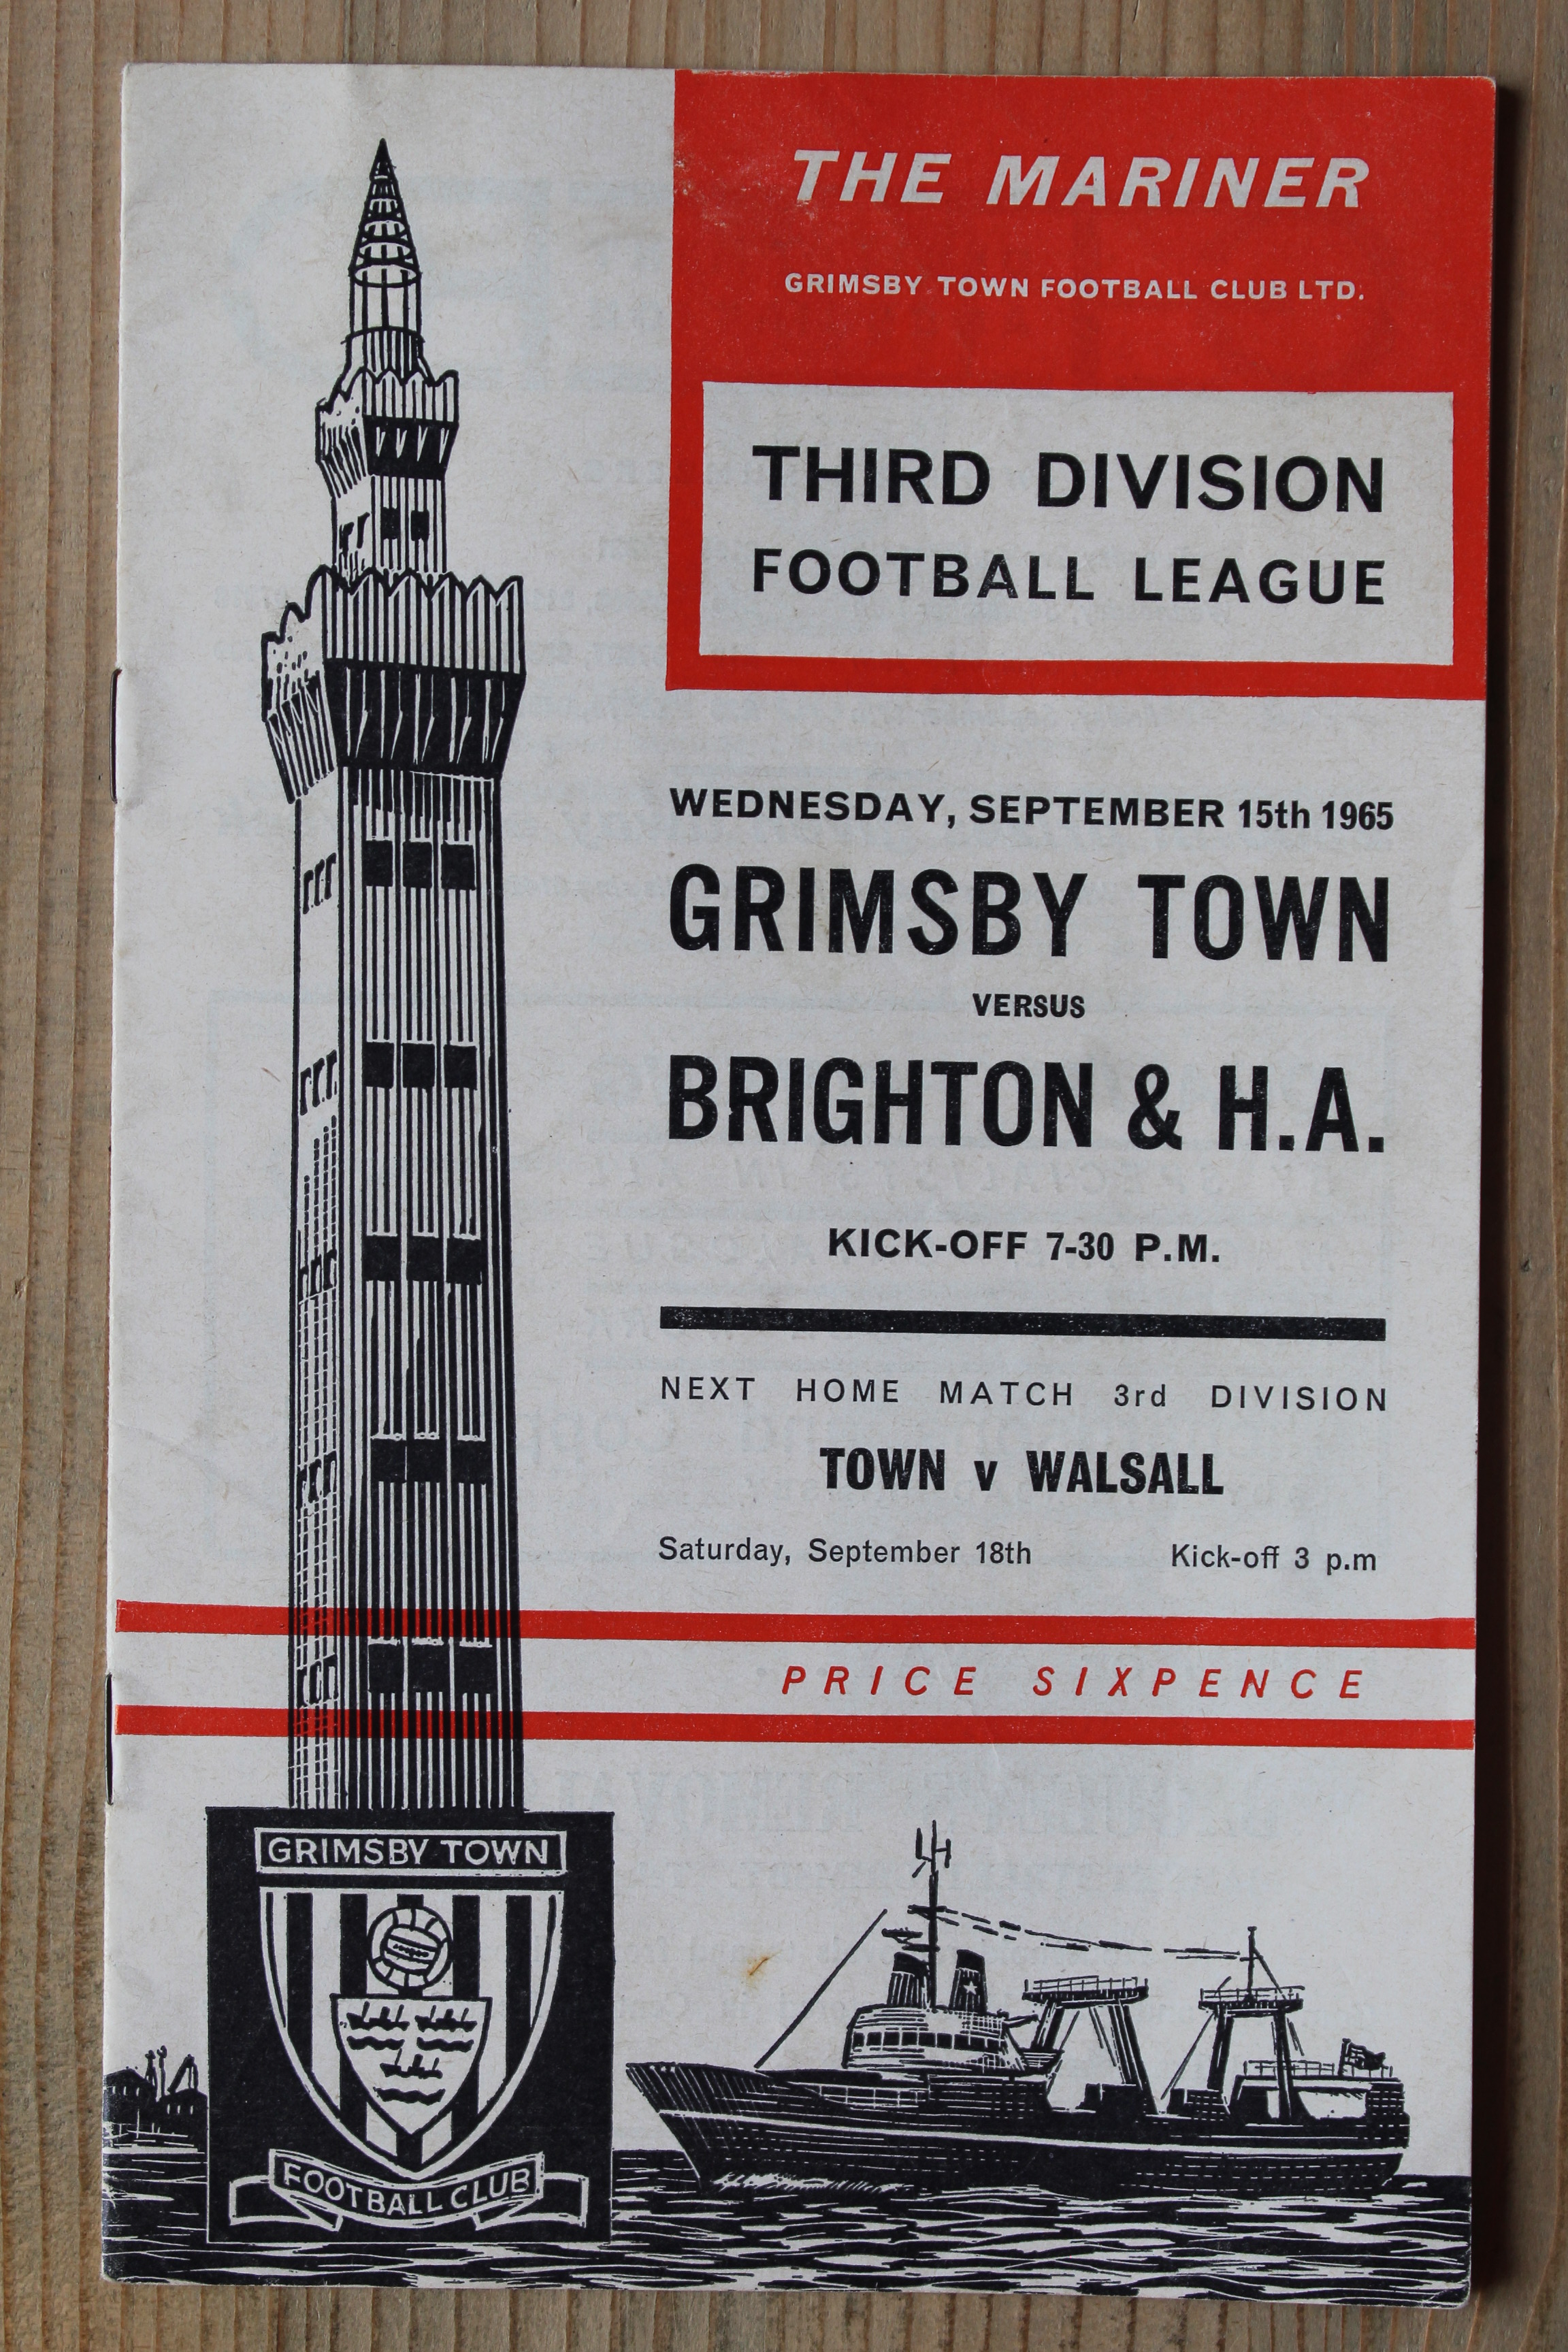 THE MARINER
GRIMSBY TOWN FOOTBALL CLUB LTD.
THIRD DIVISION
FOOTBALL LEAGUE
WEDNESDAY, SEPTEMBER 15th 1965
GRIMSBY TOWN
VERSUS
BRIGHTON & H.A.
KICK-OFF 7-30 P.M.
NEXT HOME MATCH 3rd DIVISION
TOWN v WALSALL
Saturday, September 18th Kick-off 3 p.m
PRICE SIXPENCE
GRIMSBY TOWN
FOOTBALL CLUB